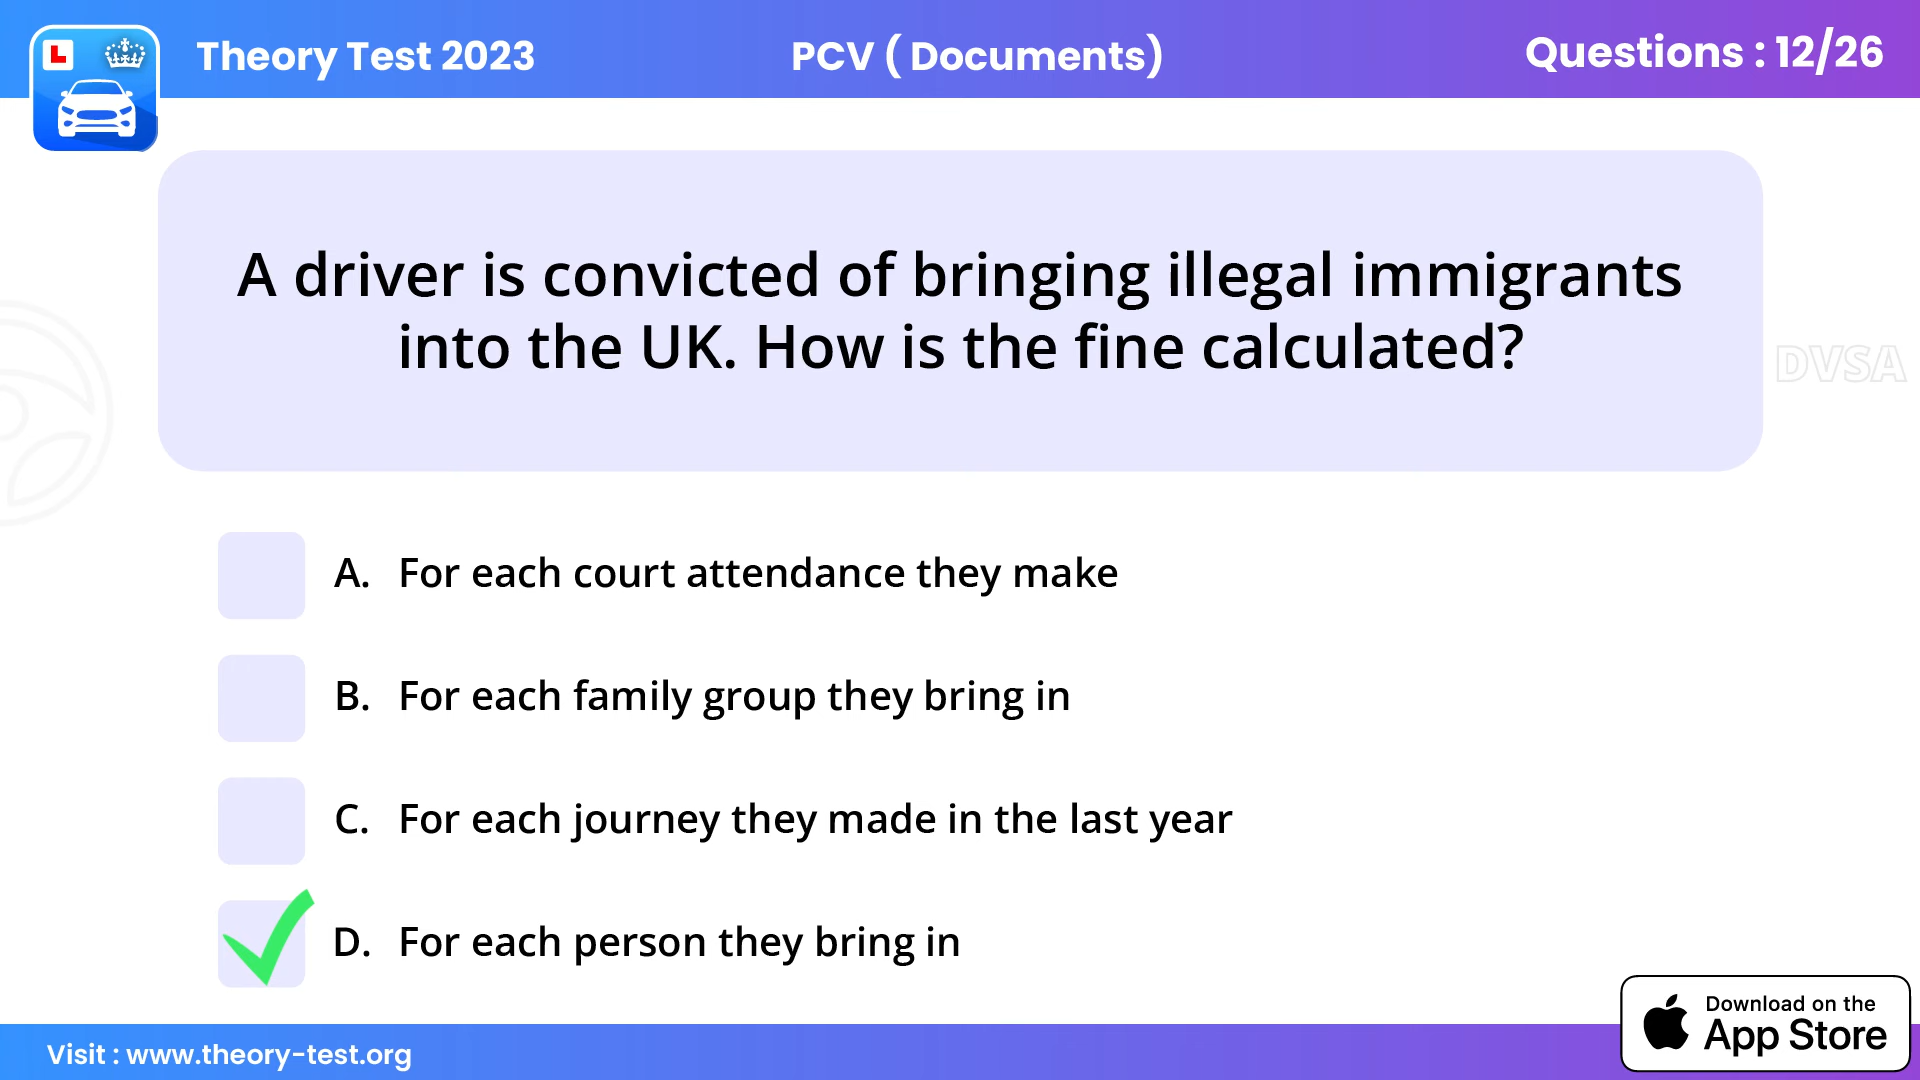 L
Theory Test 2023
PCV ( Documents)
Questions : 12/26
A driver is convicted of bringing illegal immigrants
into the UK. How is the fine calculated?
DVSA
A. For each court attendance they make
B. For each family group they bring in
C. For each journey they made in the last year
D. For each person they bring in
Visit : www.theory-test.org
Download on the
App Store